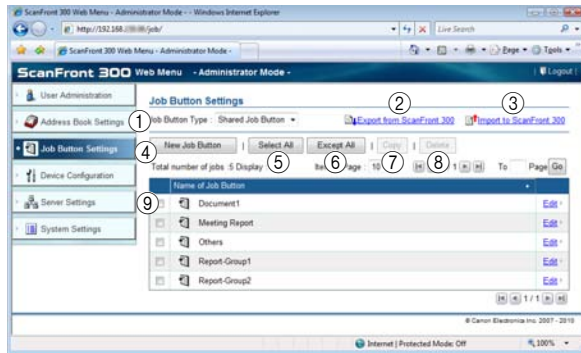 ScanFront 300 Web Menu - Administrator Mode - - Windows Internet Explorer
http://192.168. /job/
Live Search
ScanFront 300 Web Menu - Administrator Mode -
Page Tools
ScanFront 300 Web Menu - Administrator Mode -
Logout
User Administration
Address Book Settings
Job Button Settings
Device Configuration
Server Settings
System Settings
Job Button Settings
① Job Button Type : Shared Job Button
② Export from ScanFront 300
③ Import to ScanFront 300
④ New Job Button | ⑤ Select All ⑥ Except All | ⑦ Copy | ⑧ Delete
Total number of jobs :5 Display Page : 10 1 To Page Go
Name of Job Button
⑨ Document1 Edit
Meeting Report Edit
Others Edit
Report-Group1 Edit
Report-Group2 Edit
1 / 1
© Canon Electronics Inc. 2007 - 2010
Internet | Protected Mode: Off
100%